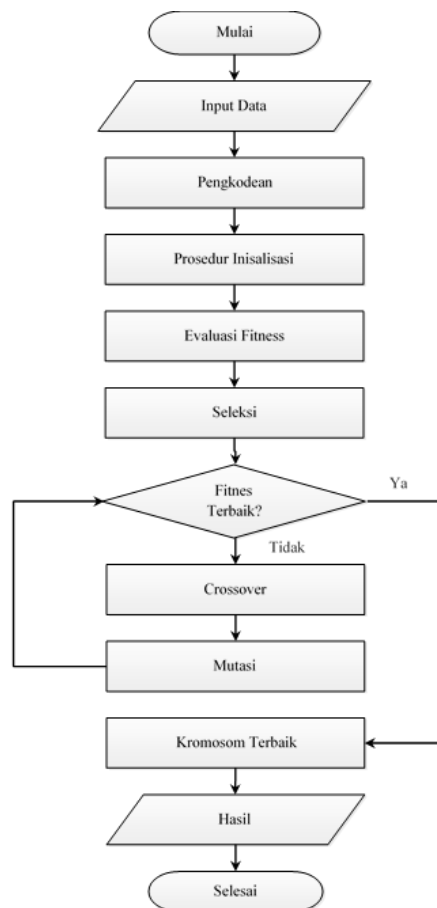 Mulai
Input Data
Pengkodean
Prosedur Inisalisasi
Evaluasi Fitness
Seleksi
Fitnes
Terbaik?
Ya
Tidak
Crossover
Mutasi
Kromosom Terbaik
Hasil
Selesai